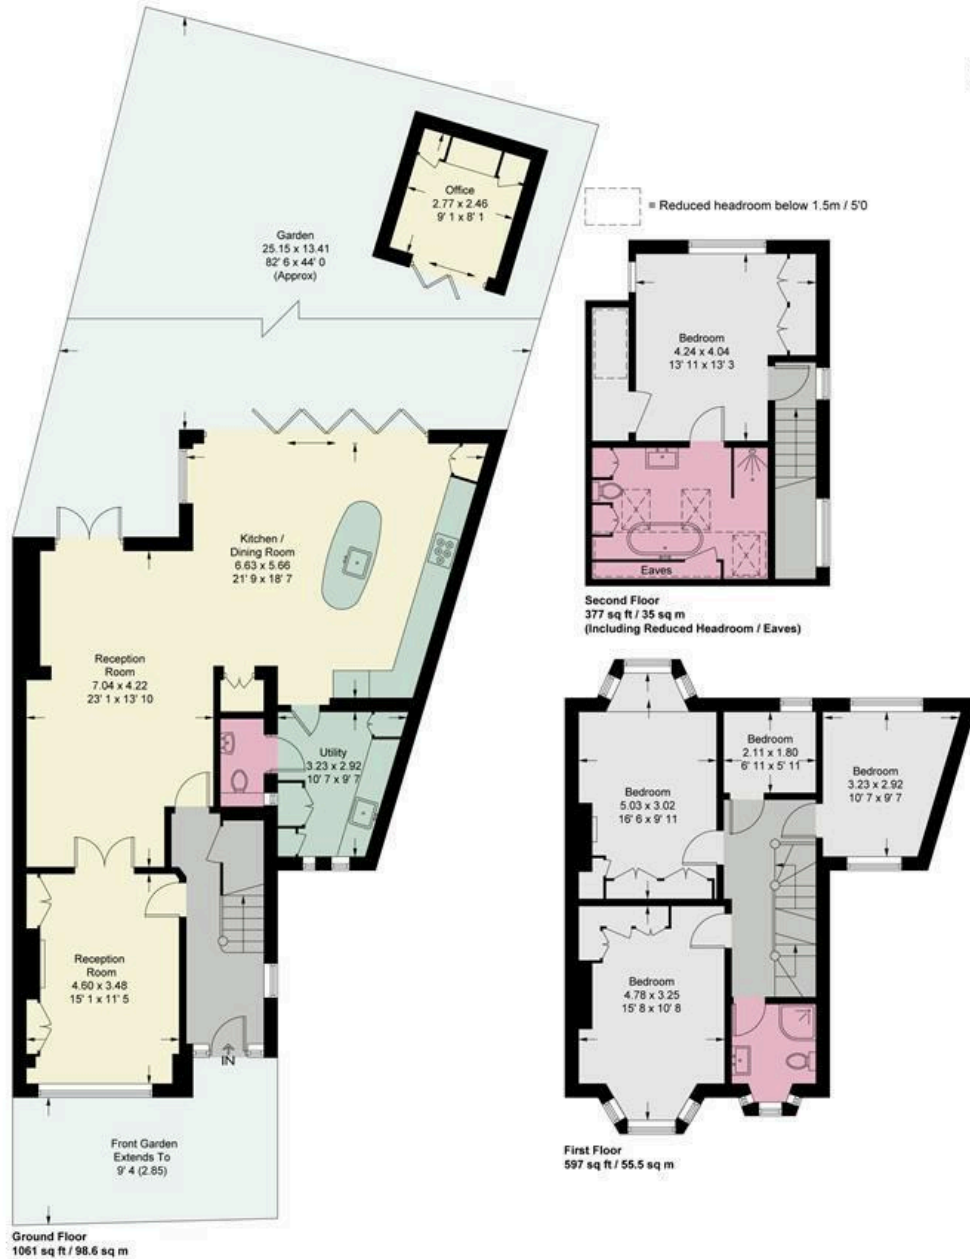 Office
2.77 x 2.46
9' 1 x 8' 1
Garden
25.15 x 13.41
82' 6 x 44' 0
(Approx)
= Reduced headroom below 1.5m / 5'0
Bedroom
4.24 x 4.04
13' 11 x 13' 3
Eaves
Second Floor
377 sq ft / 35 sq m
(Including Reduced Headroom / Eaves)
Kitchen /
Dining Room
6.63 x 5.66
21' 9 x 18' 7
Reception
Room
7.04 x 4.22
23' 1 x 13' 10
Utility
3.23 x 2.92
10' 7 x 9' 7
Reception
Room
4.60 x 3.48
15' 1 x 11' 5
IN
Front Garden
Extends To
9' 4 (2.85)
Ground Floor
1061 sq ft / 98.6 sq m
Bedroom
2.11 x 1.80
6' 11 x 5' 11
Bedroom
3.23 x 2.92
10' 7 x 9' 7
Bedroom
5.03 x 3.02
16' 6 x 9' 11
Bedroom
4.78 x 3.25
15' 8 x 10' 8
First Floor
597 sq ft / 55.5 sq m